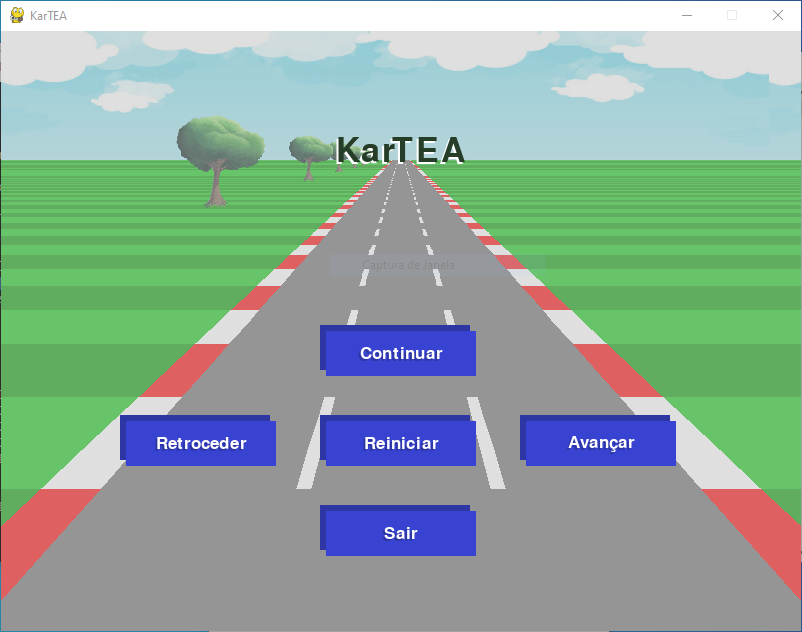 KarTEA
KarTEA
Captura de Janela
Continuar
Retroceder
Reiniciar
Avançar
Sair